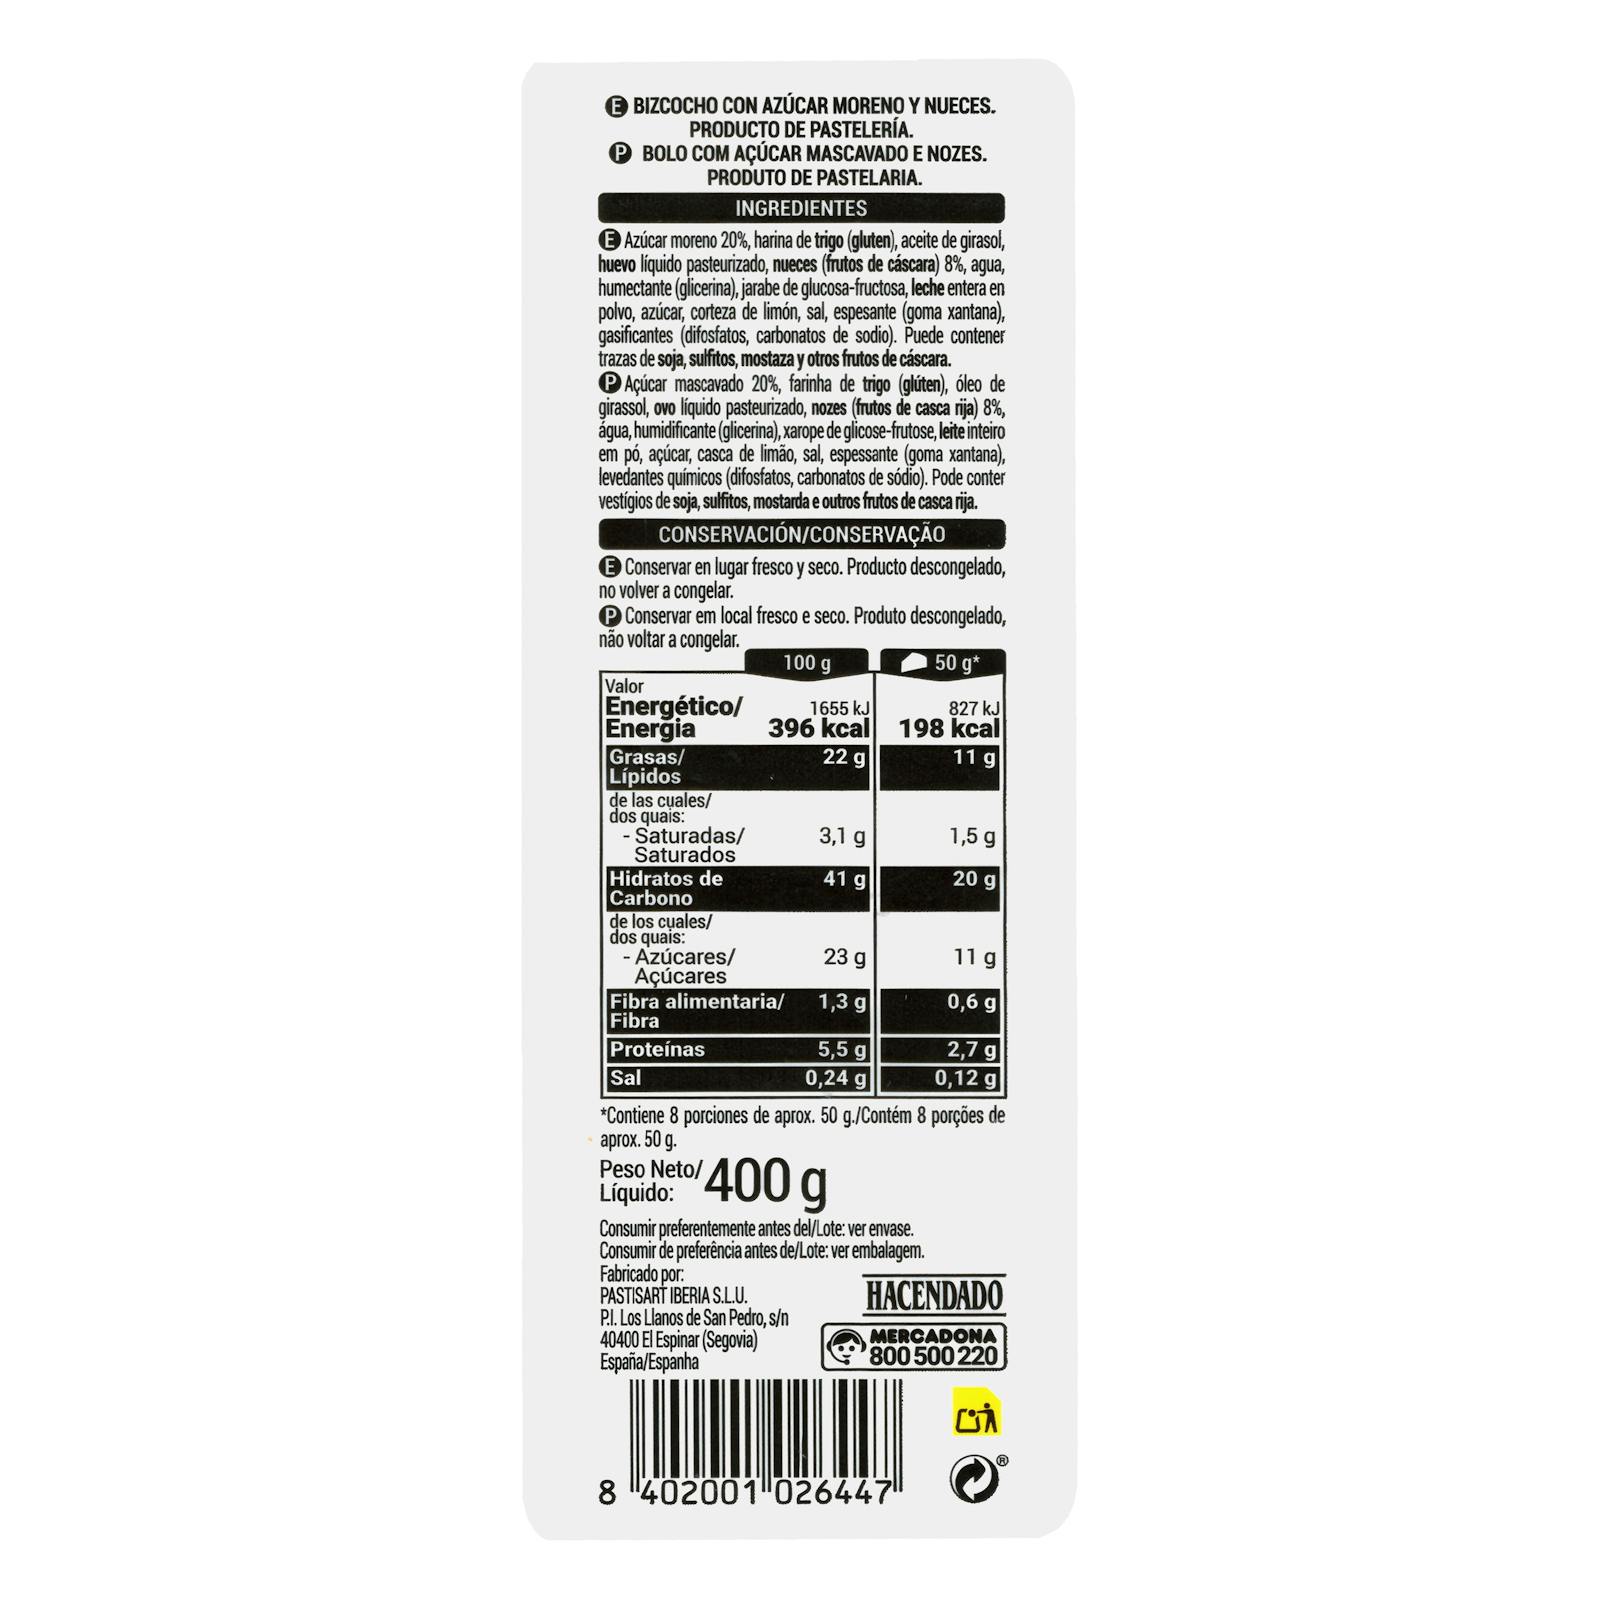 E BIZCOCHO CON AZÚCAR MORENO Y NUECES.
PRODUCTO DE PASTELERÍA.
P BOLO COM AÇÚCAR MASCAVADO E NOZES.
PRODUTO DE PASTELARIA.
INGREDIENTES
E Azúcar moreno 20%, harina de trigo (gluten), aceite de girasol,
huevo líquido pasteurizado, nueces (frutos de cáscara) 8%, agua,
humectante (glicerina), jarabe de glucosa-fructosa, leche entera en
polvo, azúcar, corteza de limón, sal, espesante (goma xantana),
gasificantes (difosfatos, carbonatos de sodio). Puede contener
trazas de soja, sulfitos, mostaza y otros frutos de cáscara.
P Açúcar mascavado 20%, farinha de trigo (glúten), óleo de
girassol, ovo líquido pasteurizado, nozes (frutos de casca rija) 8%,
água, humidificante (glicerina), xarope de glicose-frutose, leite inteiro
em pó, açúcar, casca de limão, sal, espessante (goma xantana),
levedantes químicos (difosfatos, carbonatos de sódio). Pode conter
vestígios de soja, sulfitos, mostarda e outros frutos de casca rija.
CONSERVACIÓN/CONSERVAÇÃO
E Conservar en lugar fresco y seco. Producto descongelado,
no volver a congelar.
P Conservar em local fresco e seco. Produto descongelado,
não voltar a congelar.
100 g 50 g*
Valor
Energético/ 1655 kJ 827 kJ
Energia 396 kcal 198 kcal
Grasas/ 22 g 11 g
Lípidos
de las cuales/
dos quais:
- Saturadas/ 3,1 g 1,5 g
Saturados
Hidratos de 41 g 20 g
Carbono
de los cuales/
dos quais:
- Azúcares/ 23 g 11 g
Açúcares
Fibra alimentaria/ 1,3 g 0,6 g
Fibra
Proteínas 5,5 g 2,7 g
Sal 0,24 g 0,12 g
*Contiene 8 porciones de aprox. 50 g./Contém 8 porções de
aprox. 50 g.
Peso Neto/ 400 g
Líquido:
Consumir preferentemente antes del/Lote: ver envase.
Consumir de preferência antes de/Lote: ver embalagem.
Fabricado por:
PASTISART IBERIA S.L.U.
P.I. Los Llanos de San Pedro, s/n
40400 El Espinar (Segovia)
España/Espanha
HACENDADO
MERCADONA
800 500 220
8 402001 026447
®